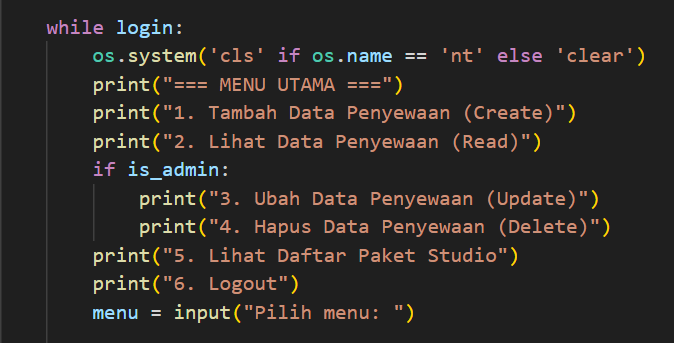 while login:
os.system('cls' if os.name == 'nt' else 'clear')
print("=== MENU UTAMA ===")
print("1. Tambah Data Penyewaan (Create)")
print("2. Lihat Data Penyewaan (Read)")
if is_admin:
print("3. Ubah Data Penyewaan (Update)")
print("4. Hapus Data Penyewaan (Delete)")
print("5. Lihat Daftar Paket Studio")
print("6. Logout")
menu = input("Pilih menu: ")